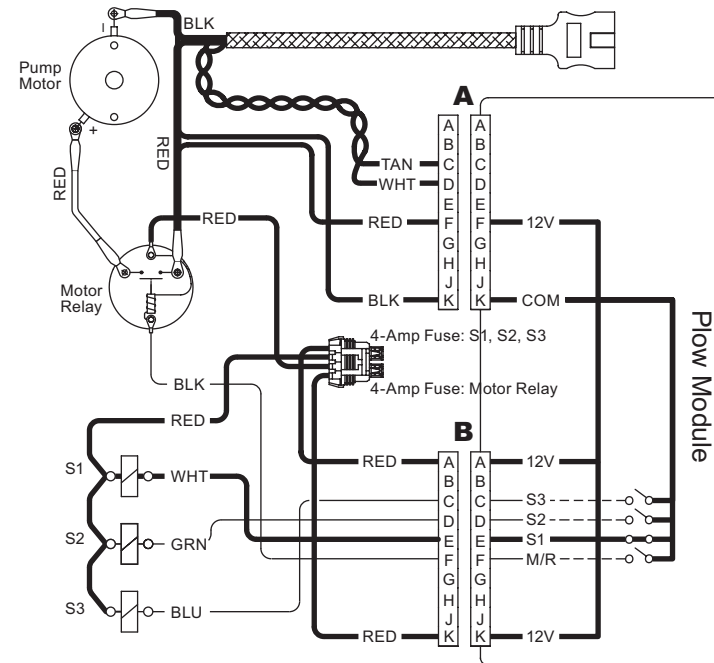 BLK
Pump
Motor
+
RED
RED
RED
Motor
Relay
BLK
RED
TAN
WHT
RED
BLK
A
A
B
C
D
E
F
G
H
J
K
A
B
C
D
E
F
G
H
J
K
12V
COM
Plow Module
4-Amp Fuse: S1, S2, S3
4-Amp Fuse: Motor Relay
S1
WHT
S2
GRN
S3
BLU
B
RED
RED
A
B
C
D
E
F
G
H
J
K
A
B
C
D
E
F
G
H
J
K
12V
S3
S2
S1
M/R
12V